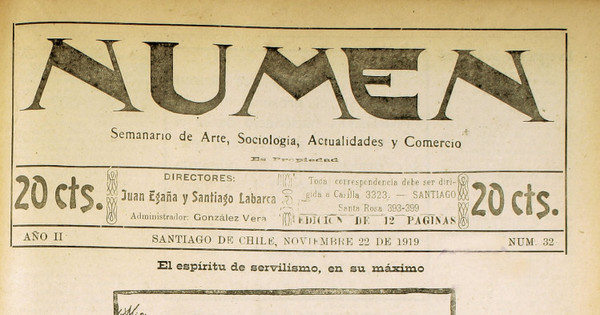 NUMEN
Semanario de Arte, Sociología, Actualidades y Comercio
Es Propiedad
20 cts.
DIRECTORES:
Juan Egaña y Santiago Labarca
Administrador: González Vera
Toda correspondencia debe ser diri-
gida a Casilla 3323, — SANTIAGO
Santa Rosa 393-399
EDICION DE 12 PAGINAS
20 cts.
AÑO II
SANTIAGO DE CHILE, NOVIEMBRE 22 DE 1919
NUM. 32
El espíritu de servilismo, en su máximo